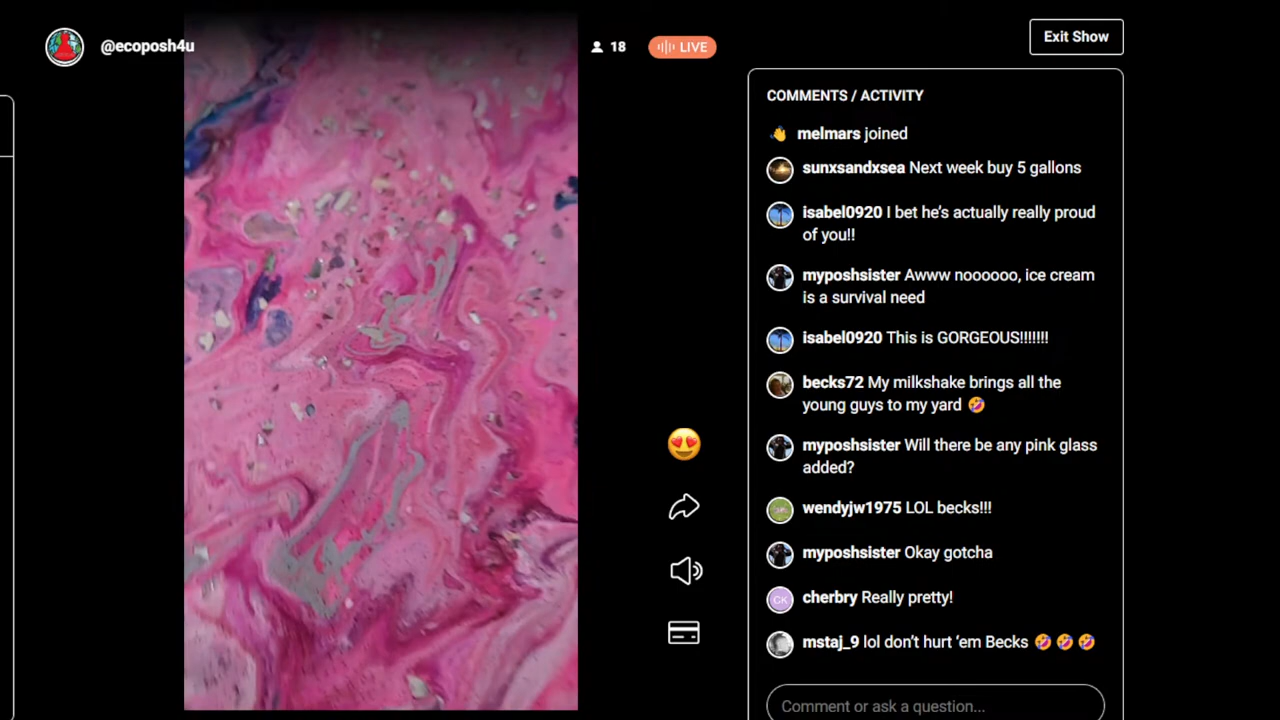 @ecoposh4u
18
LIVE
Exit Show
COMMENTS / ACTIVITY
👋 melmars joined
sunxsandxsea Next week buy 5 gallons
isabel0920 I bet he’s actually really proud
of you!!
myposhsister Awww noooooo, ice cream
is a survival need
isabel0920 This is GORGEOUS!!!!!!!
becks72 My milkshake brings all the
young guys to my yard 🤣
myposhsister Will there be any pink glass
added?
wendyjw1975 LOL becks!!!
myposhsister Okay gotcha
CK
cherbry Really pretty!
mstaj_9 lol don’t hurt ‘em Becks 🤣 🤣 🤣
Comment or ask a question...